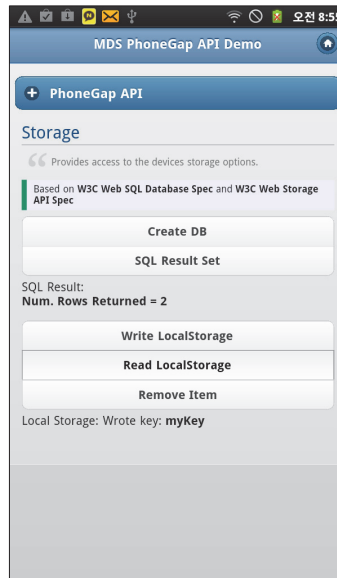 오전 8:55
MDS PhoneGap API Demo
PhoneGap API
Storage
Provides access to the devices storage options.
Based on W3C Web SQL Database Spec and W3C Web Storage
API Spec
Create DB
SQL Result Set
SQL Result:
Num. Rows Returned = 2
Write LocalStorage
Read LocalStorage
Remove Item
Local Storage: Wrote key: myKey